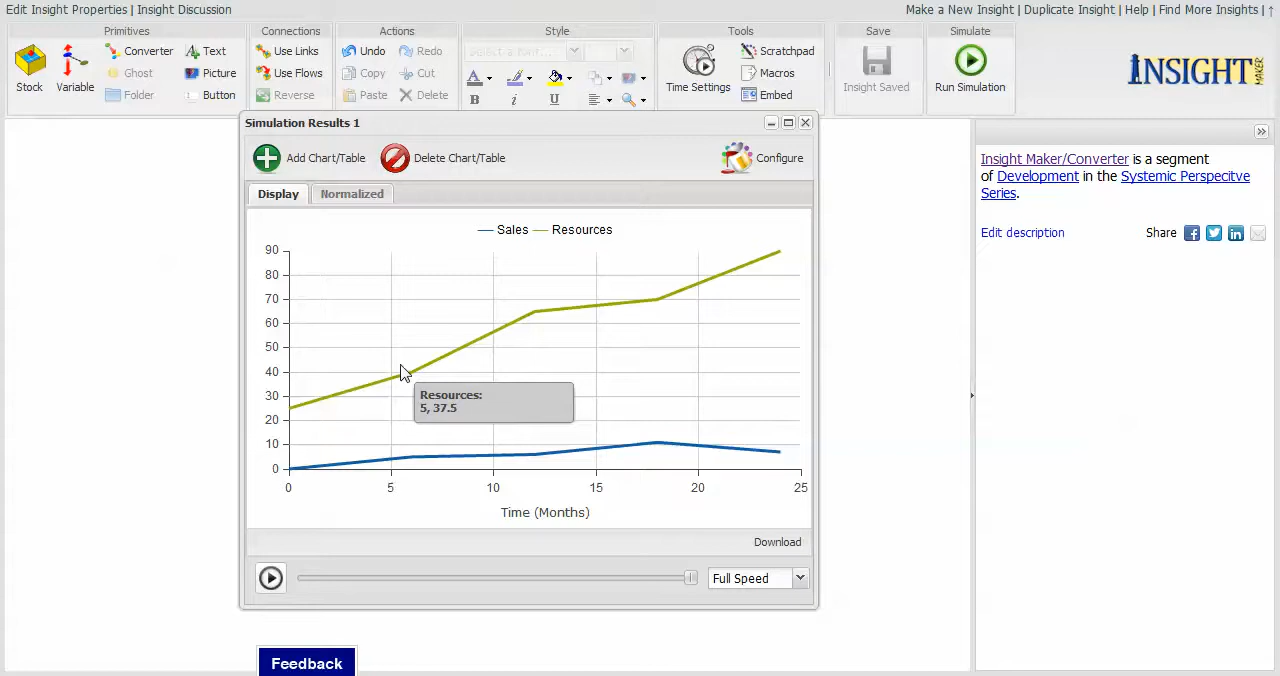 Edit Insight Properties | Insight Discussion
Make a New Insight | Duplicate Insight | Help | Find More Insights | ↑
Primitives
Connections
Actions
Style
Tools
Save
Simulate
Stock
Variable
Converter
Ghost
Folder
Text
Picture
Button
Use Links
Use Flows
Reverse
Undo
Redo
Copy
Cut
Paste
Delete
Select a font...
A
B
i
U
Time Settings
Scratchpad
Macros
Embed
Insight Saved
Run Simulation
INSIGHT MAKER
Simulation Results 1
Add Chart/Table
Delete Chart/Table
Configure
Display
Normalized
Sales
Resources
90
80
70
60
50
40
30
20
10
0
Resources:
5, 37.5
0 5 10 15 20 25
Time (Months)
Download
Full Speed
Feedback
Insight Maker/Converter is a segment
of Development in the Systemic Perspecitve
Series.
Edit description
Share